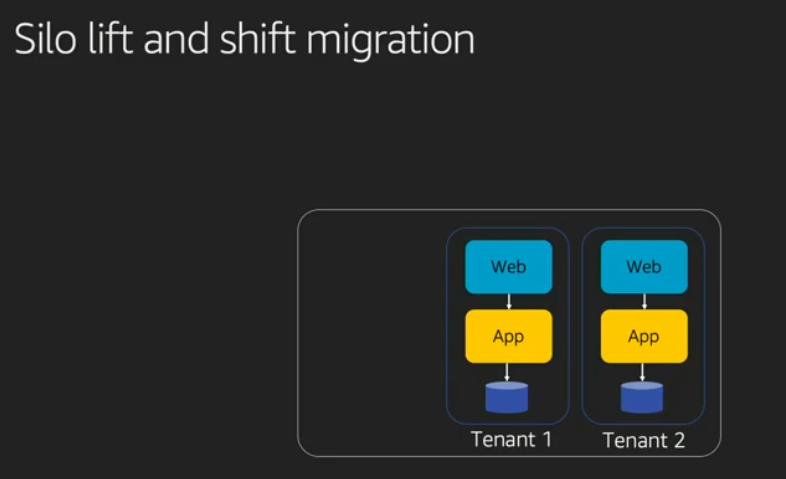 Silo lift and shift migration
Web
Web
App
App
Tenant 1
Tenant 2